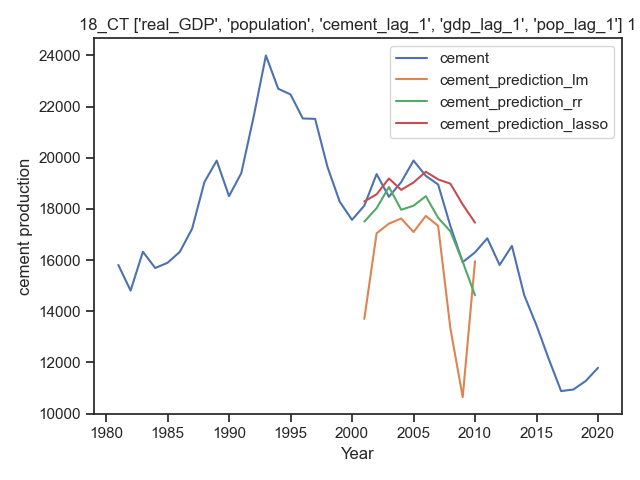 18_CT ['real_GDP', 'population', 'cement_lag_1', 'gdp_lag_1', 'pop_lag_1'] 1
24000
22000
20000
18000
16000
14000
12000
10000
cement production
cement
cement_prediction_lm
cement_prediction_rr
cement_prediction_lasso
1980 1985 1990 1995 2000 2005 2010 2015 2020
Year